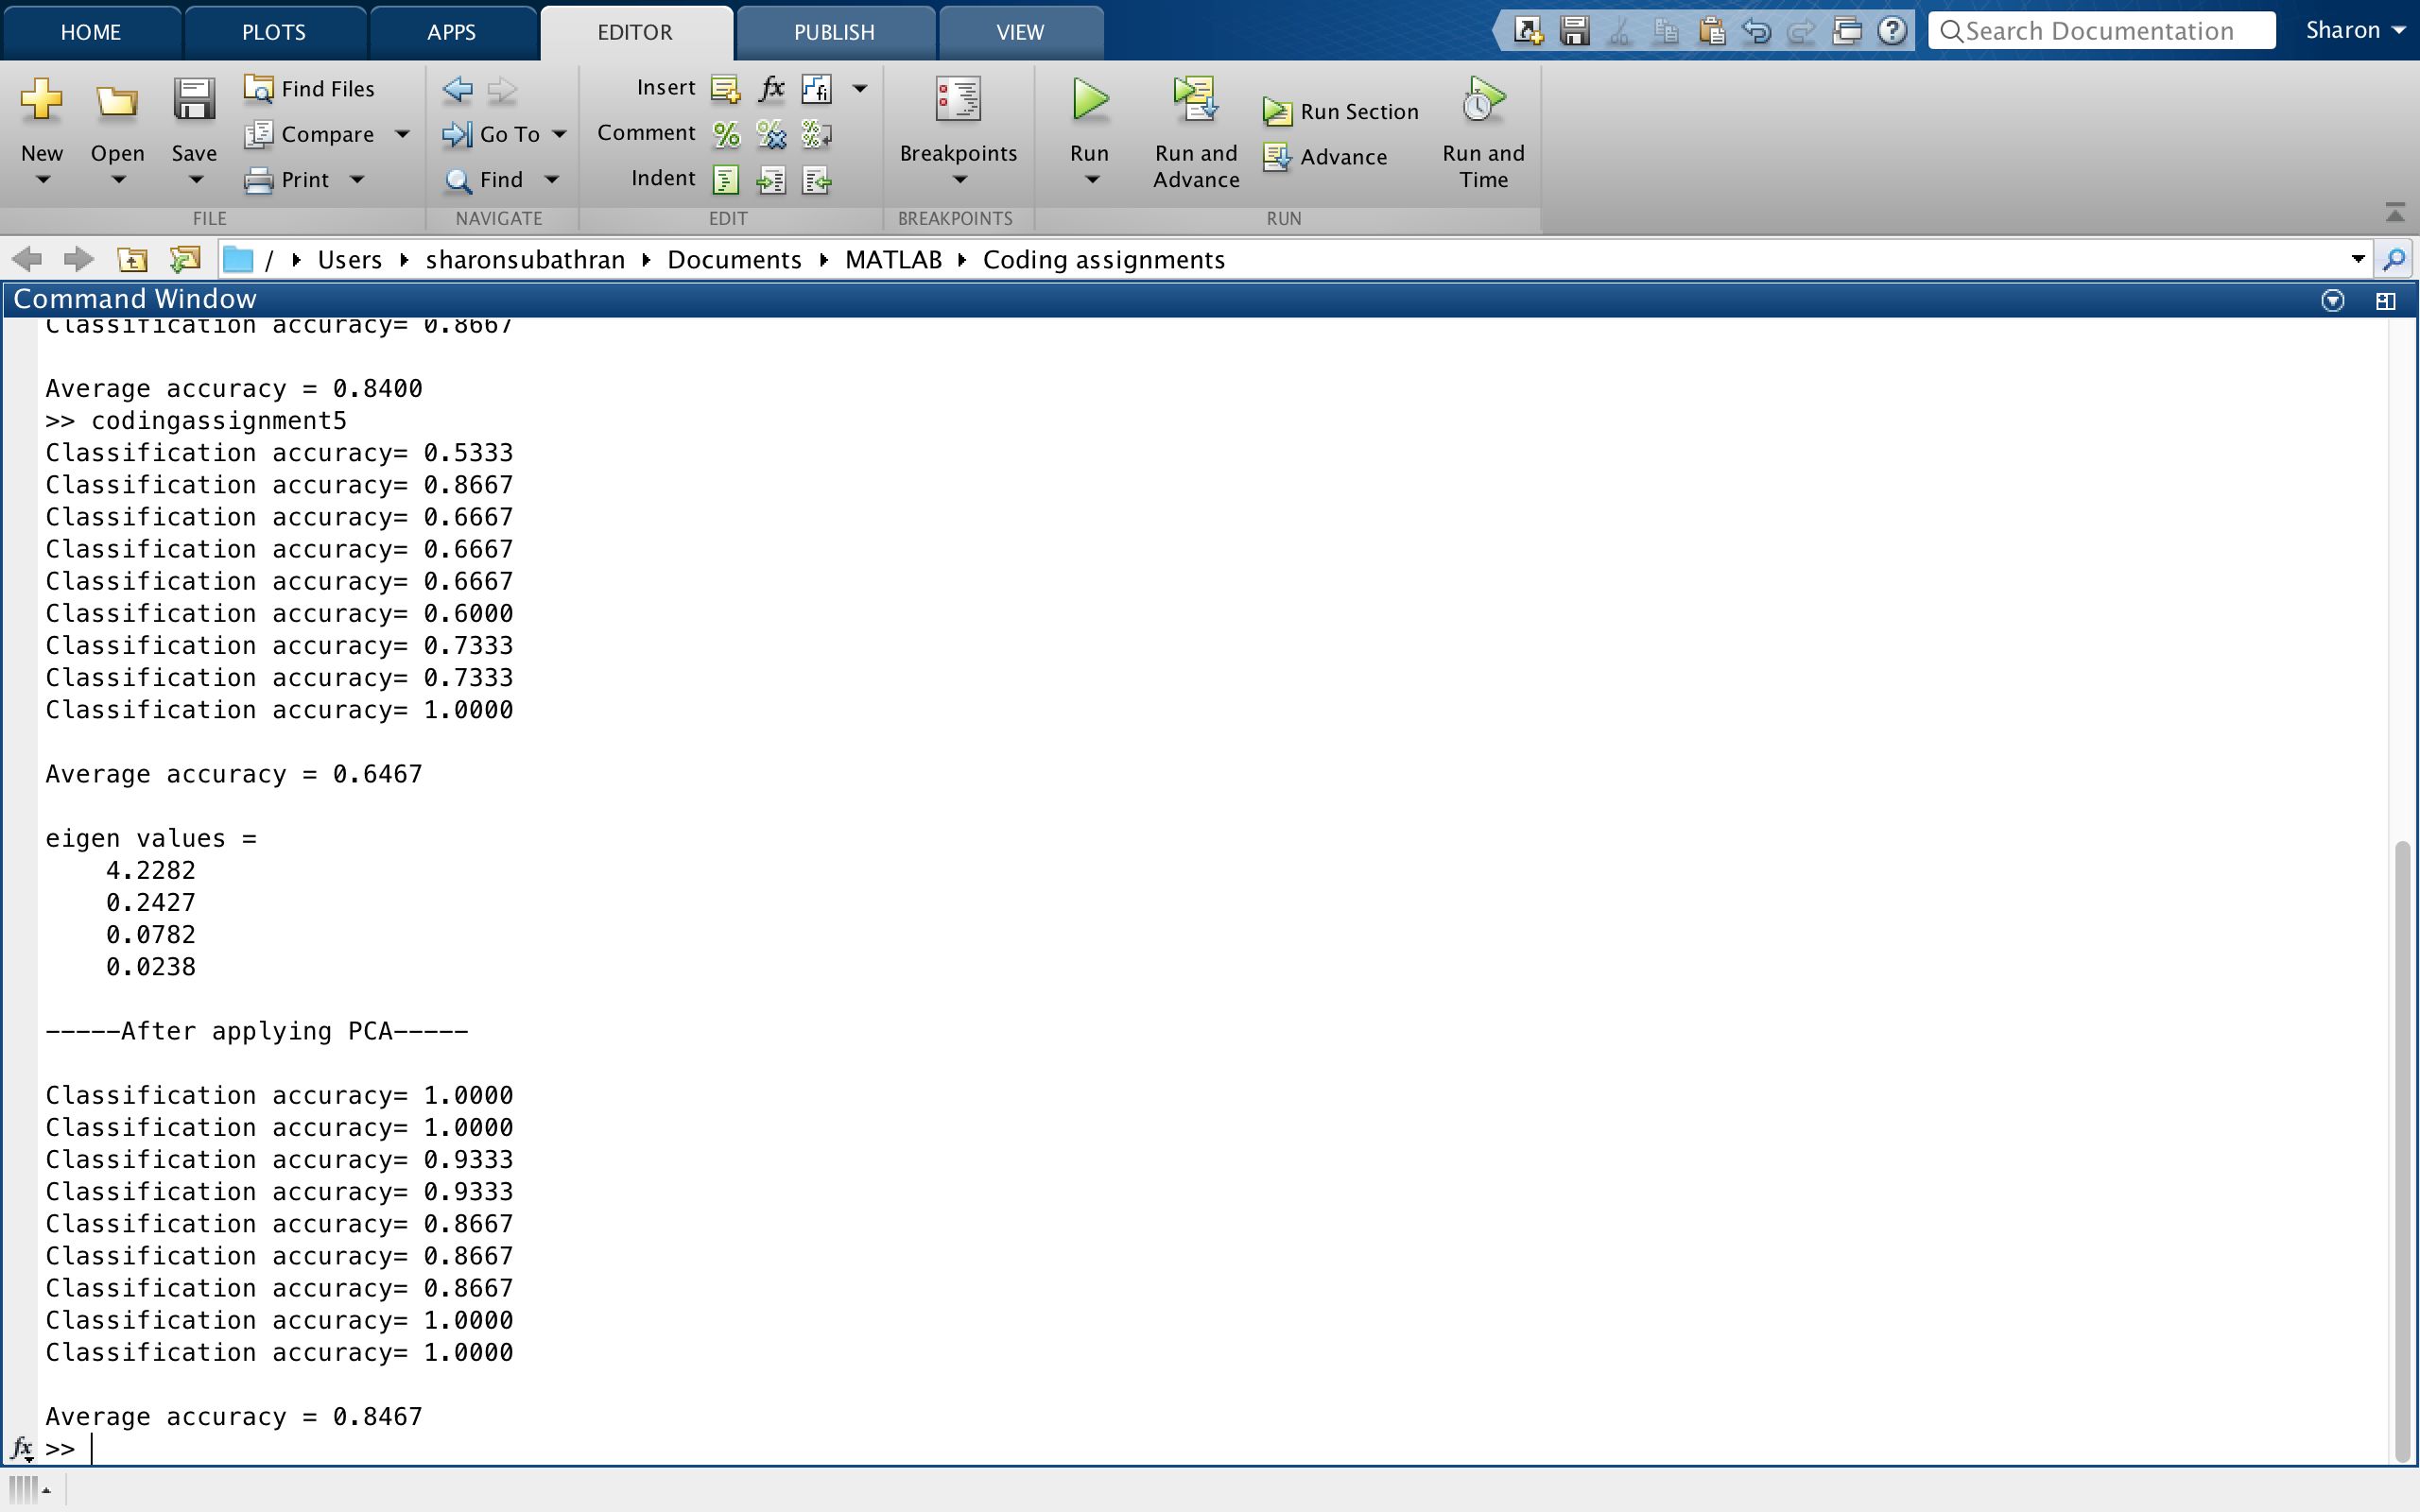 HOME PLOTS APPS EDITOR PUBLISH VIEW Search Documentation Sharon
New Open Save Find Files Compare Print
Go To Find
Insert fx fi
Comment
Indent
Breakpoints
Run Run and Advance Run Section Advance Run and Time
FILE NAVIGATE EDIT BREAKPOINTS RUN
/ Users sharonsubathran Documents MATLAB Coding assignments
Command Window
Classification accuracy= 0.8667
Average accuracy = 0.8400
>> codingassignment5
Classification accuracy= 0.5333
Classification accuracy= 0.8667
Classification accuracy= 0.6667
Classification accuracy= 0.6667
Classification accuracy= 0.6667
Classification accuracy= 0.6000
Classification accuracy= 0.7333
Classification accuracy= 0.7333
Classification accuracy= 1.0000
Average accuracy = 0.6467
eigen values =
4.2282
0.2427
0.0782
0.0238
-----After applying PCA-----
Classification accuracy= 1.0000
Classification accuracy= 1.0000
Classification accuracy= 0.9333
Classification accuracy= 0.9333
Classification accuracy= 0.8667
Classification accuracy= 0.8667
Classification accuracy= 0.8667
Classification accuracy= 1.0000
Classification accuracy= 1.0000
Average accuracy = 0.8467
fx >>